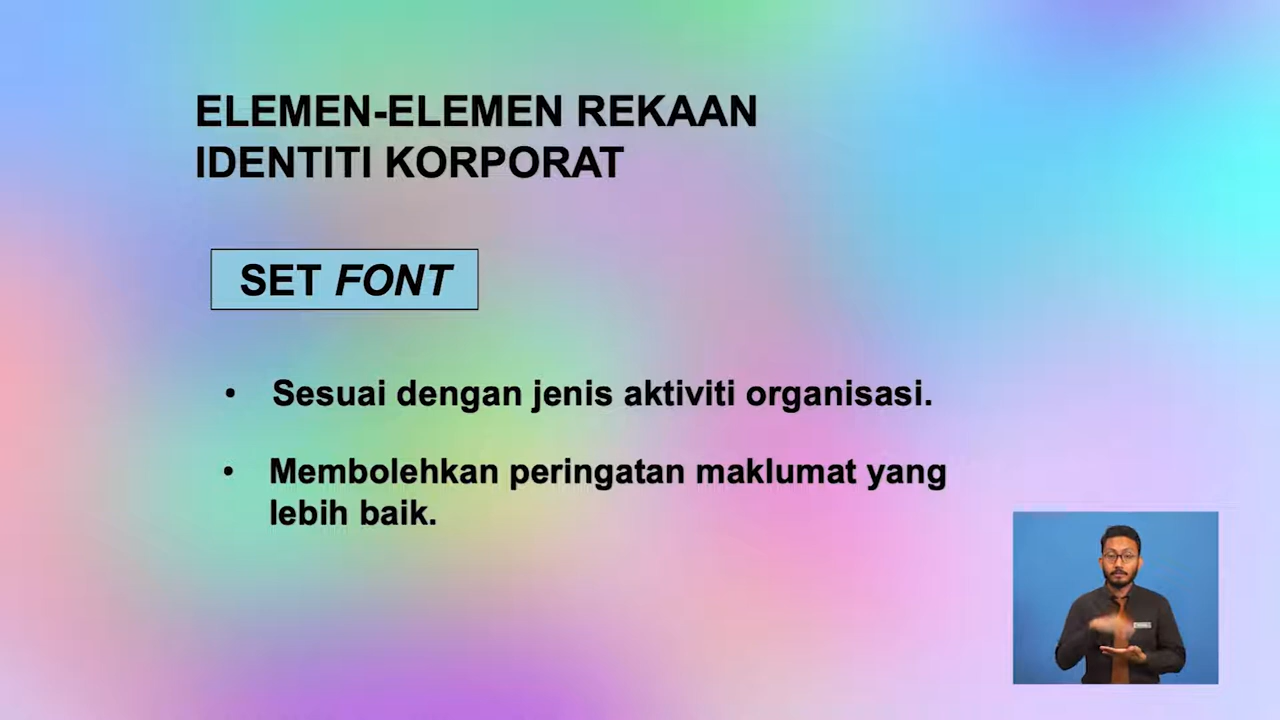 ELEMEN-ELEMEN REKAAN
IDENTITI KORPORAT
SET FONT
• Sesuai dengan jenis aktiviti organisasi.
• Membolehkan peringatan maklumat yang
lebih baik.